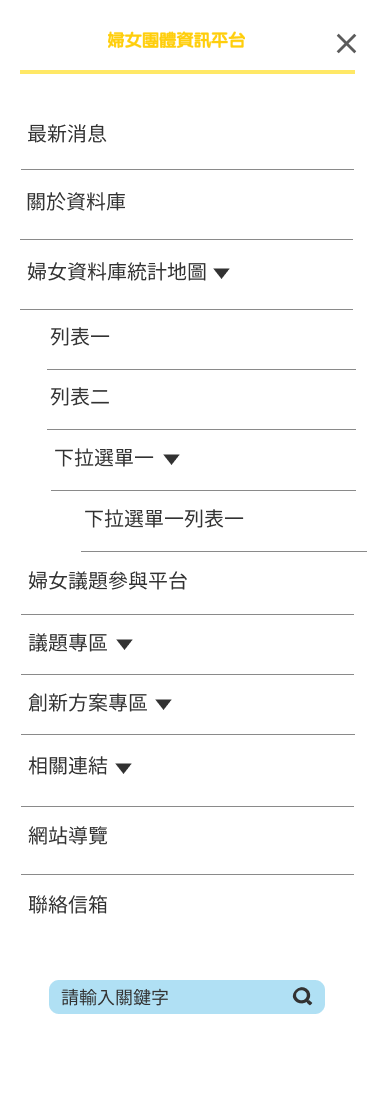 婦女團體資訊平台
最新消息
關於資料庫
婦女資料庫統計地圖
列表一
列表二
下拉選單一
下拉選單一列表一
婦女議題參與平台
議題專區
創新方案專區
相關連結
網站導覽
聯絡信箱
請輸入關鍵字